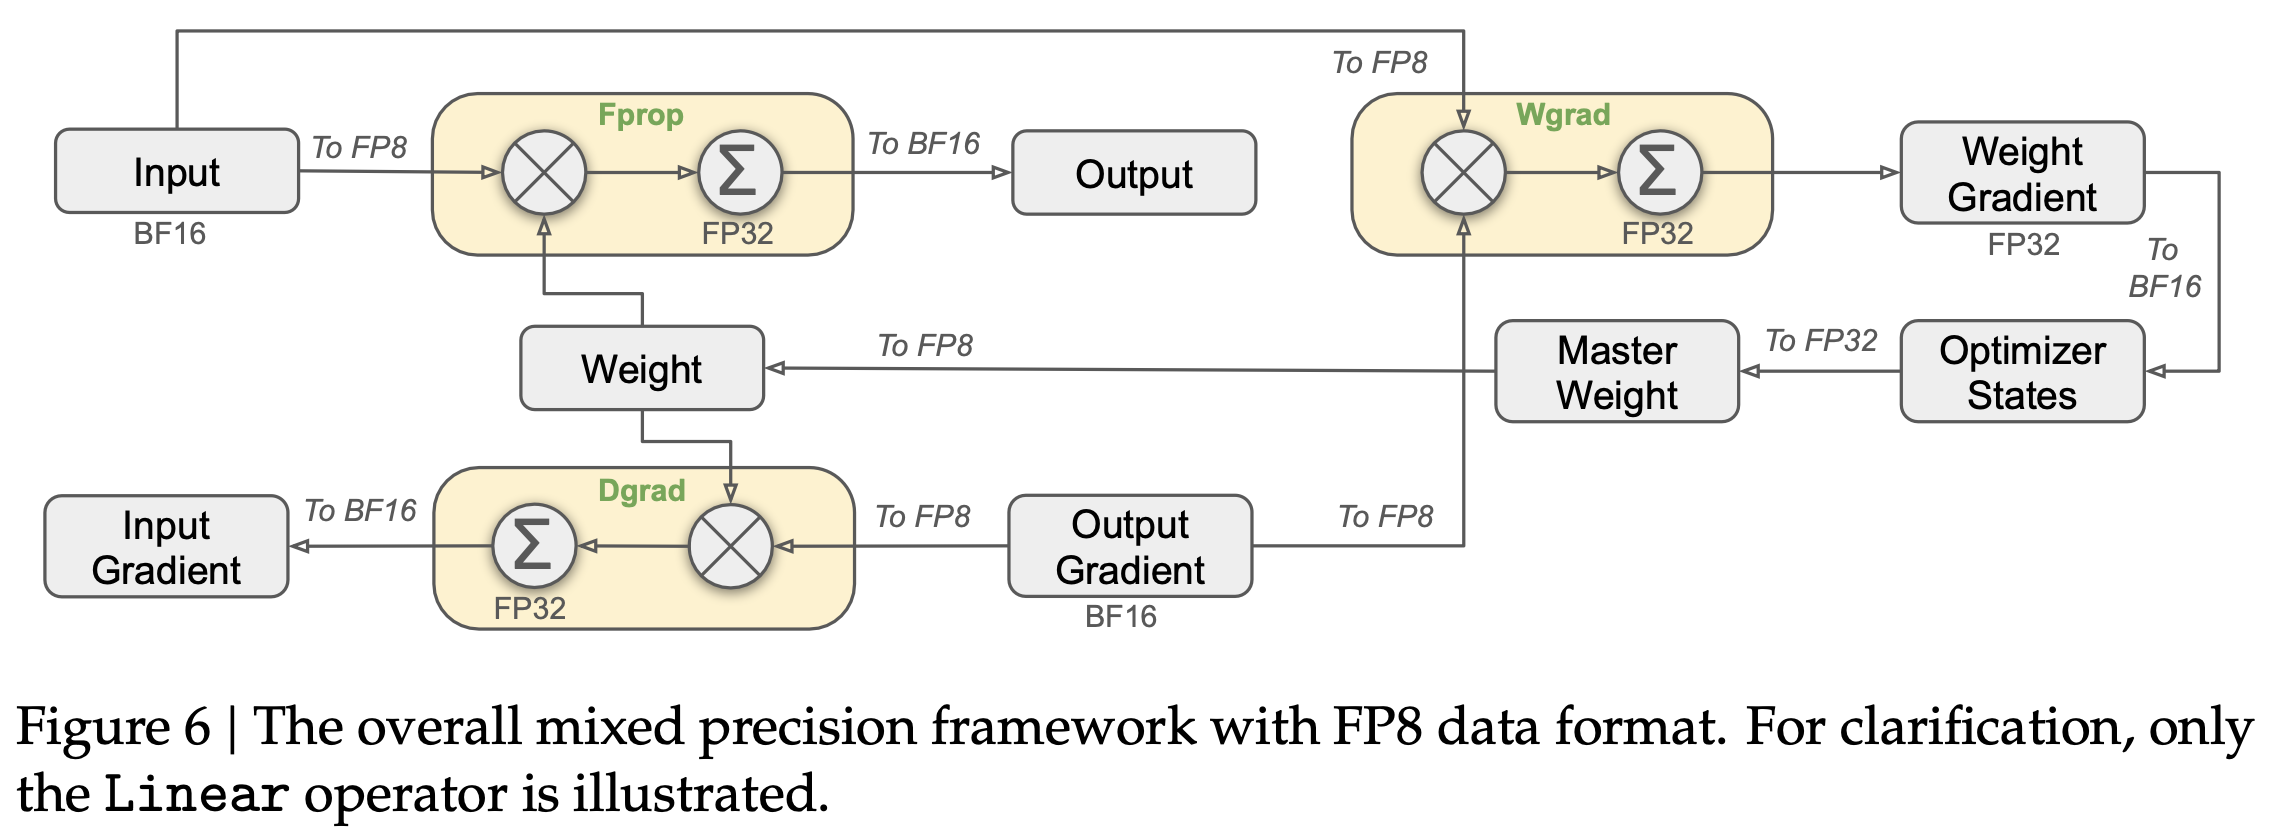 To FP8
Fprop
Wgrad
Input
To FP8
To BF16
Output
Weight
Gradient
BF16
FP32
FP32
FP32
To
BF16
Weight
To FP8
Master
Weight
To FP32
Optimizer
States
Input
Gradient
To BF16
Dgrad
FP32
To FP8
Output
Gradient
BF16
To FP8
Figure 6 | The overall mixed precision framework with FP8 data format. For clarification, only
the Linear operator is illustrated.